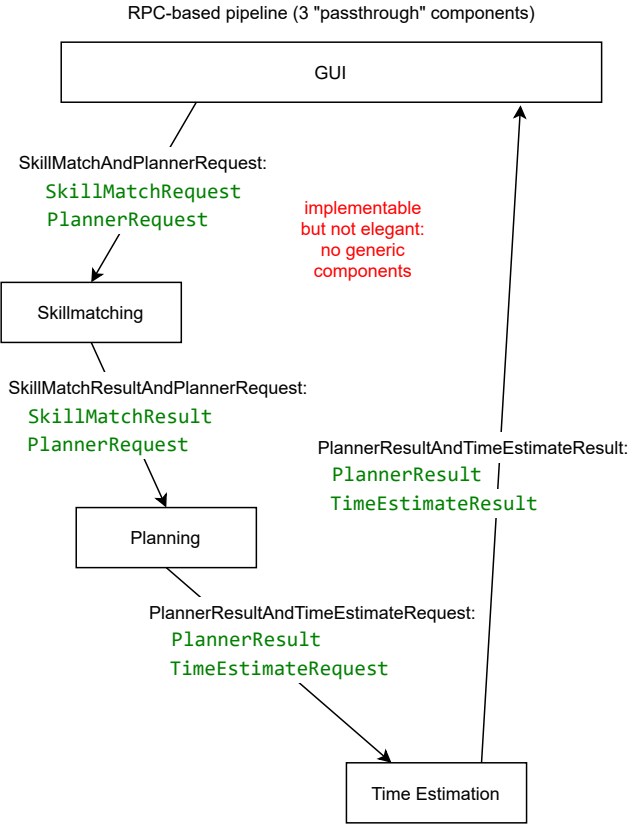 RPC-based pipeline (3 "passthrough" components)
GUI
SkillMatchAndPlannerRequest:
SkillMatchRequest
PlannerRequest
implementable
but not elegant:
no generic
components
Skillmatching
SkillMatchResultAndPlannerRequest:
SkillMatchResult
PlannerRequest
PlannerResultAndTimeEstimateResult:
PlannerResult
TimeEstimateResult
Planning
PlannerResultAndTimeEstimateRequest:
PlannerResult
TimeEstimateRequest
Time Estimation